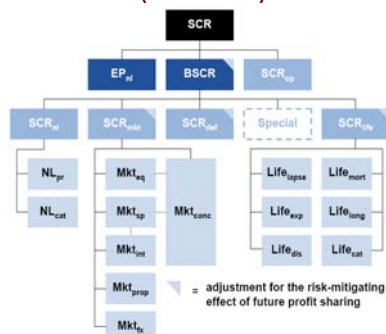 SCR
EPnl BSCR SCRop
SCRnl SCRmkt SCRdef Special SCRlife
NLpr Mkteq Mktconc Lifelapse Lifemort
NLcat Mktsp Lifeexp Lifelong
Mktint Lifedis Lifecat
Mktprop = adjustment for the risk-mitigating
effect of future profit sharing
Mktfx